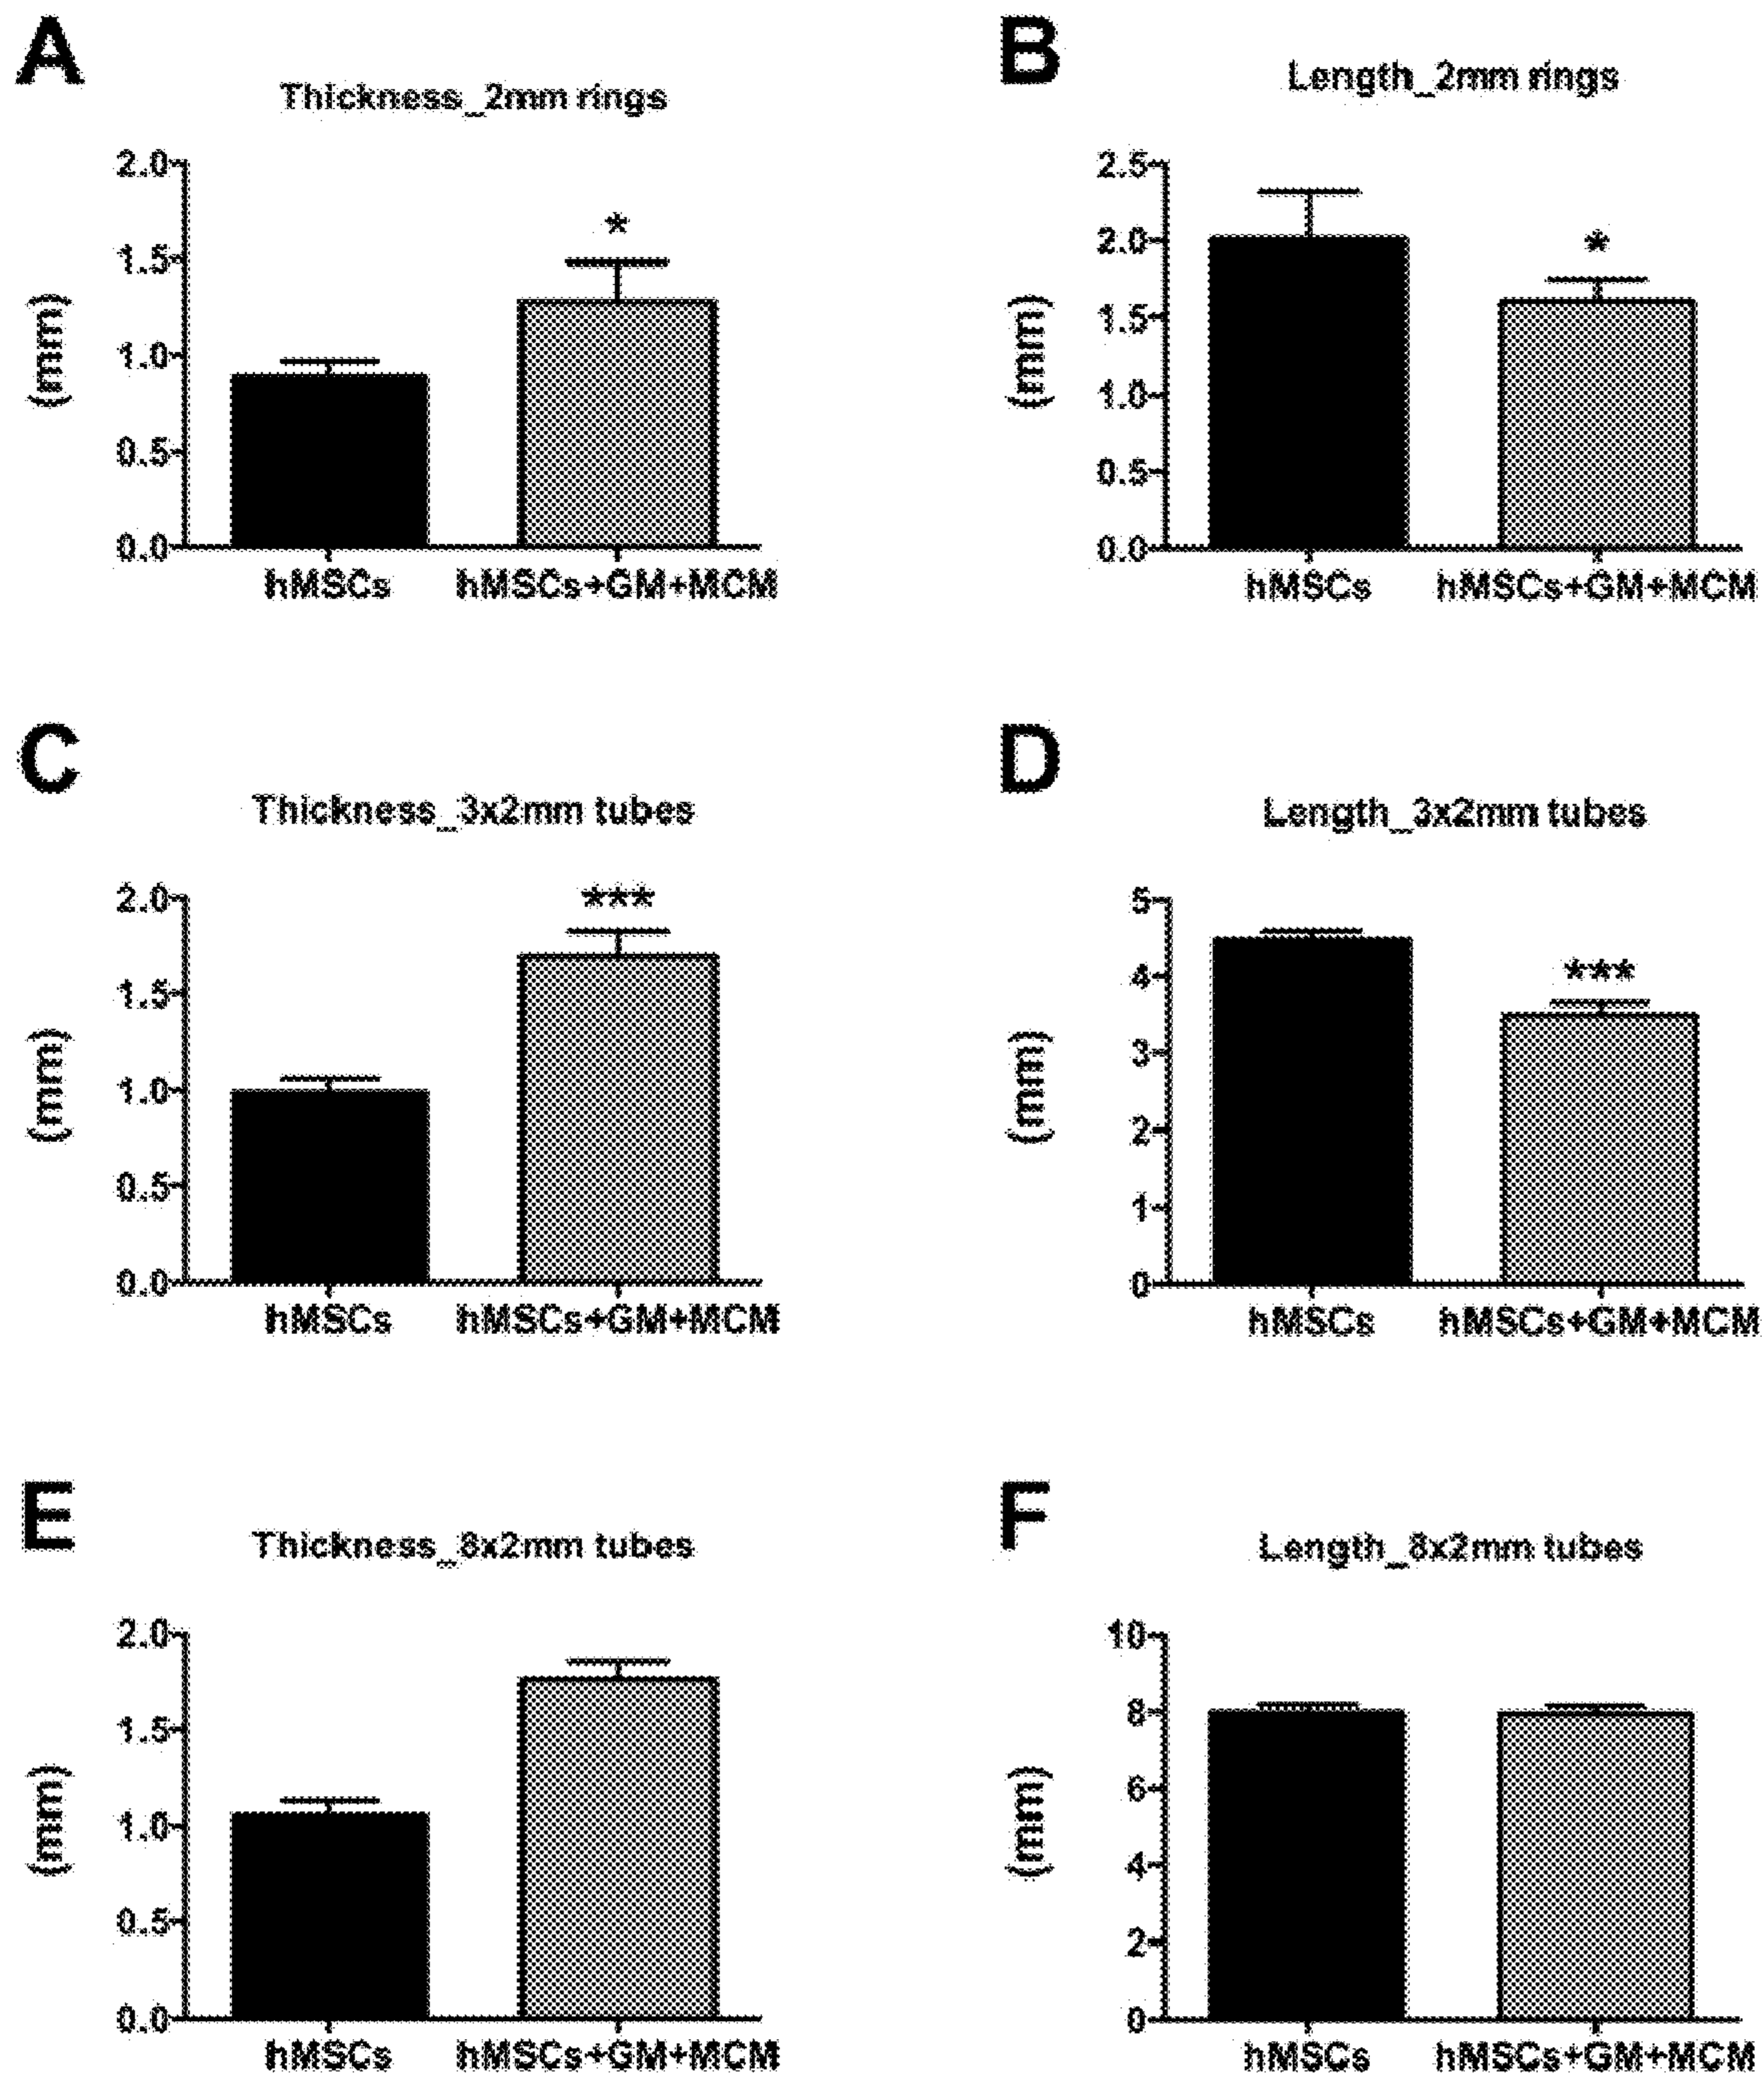 A
Thickness_2mm rings
2.0
1.5
1.0
0.5
0.0
(mm)
hMSCs
hMSCs+GM+MCM
*
B
Length_2mm rings
2.5
2.0
1.5
1.0
0.5
0.0
(mm)
hMSCs
hMSCs+GM+MCM
*
C
Thickness_3x2mm tubes
2.0
1.5
1.0
0.5
0.0
(mm)
hMSCs
hMSCs+GM+MCM
***
D
Length_3x2mm tubes
5
4
3
2
1
0
(mm)
hMSCs
hMSCs+GM+MCM
***
E
Thickness_8x2mm tubes
2.0
1.5
1.0
0.5
0.0
(mm)
hMSCs
hMSCs+GM+MCM
F
Length_8x2mm tubes
10
8
6
4
2
0
(mm)
hMSCs
hMSCs+GM+MCM